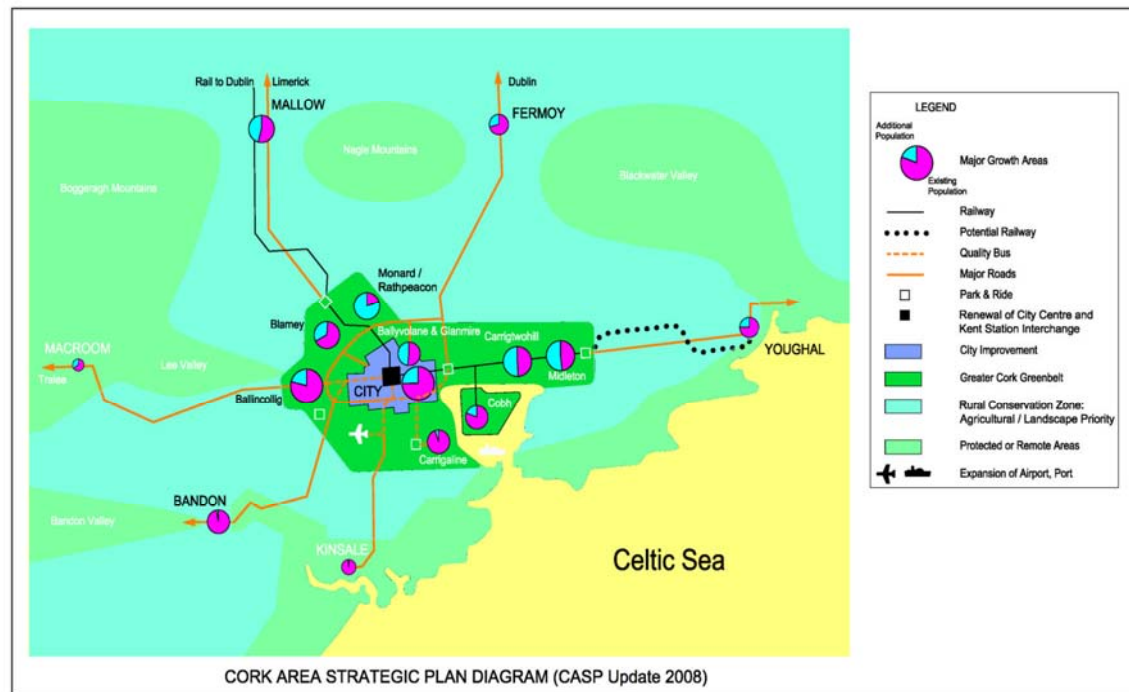 Rail to Dublin
Limerick
MALLOW
Dublin
FERMOY
Nagle Mountains
Boggeragh Mountains
Blackwater Valley
Monard /
Rathpeacon
Blarney
Ballyvolane & Glanmire
Carrigtwohill
MACROOM
Tralee
Lee Valley
YOUGHAL
Midleton
CITY
Ballincollig
Cobh
Carrigaline
BANDON
Bandon Valley
KINSALE
Celtic Sea
CORK AREA STRATEGIC PLAN DIAGRAM (CASP Update 2008)
LEGEND
Additional
Population
Major Growth Areas
Existing
Population
Railway
Potential Railway
Quality Bus
Major Roads
Park & Ride
Renewal of City Centre and
Kent Station Interchange
City Improvement
Greater Cork Greenbelt
Rural Conservation Zone:
Agricultural / Landscape Priority
Protected or Remote Areas
Expansion of Airport, Port